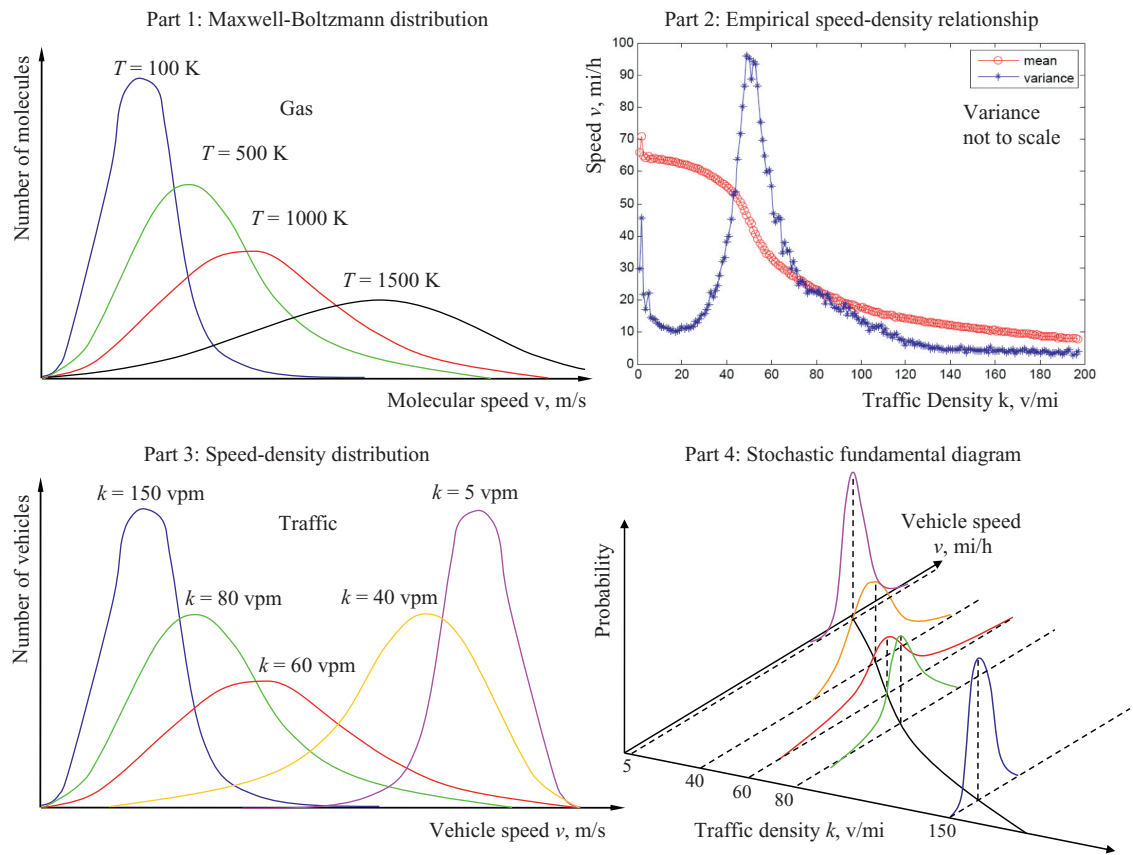 Part 1: Maxwell-Boltzmann distribution
Number of molecules
T = 100 K
Gas
T = 500 K
T = 1000 K
T = 1500 K
Molecular speed v, m/s
Part 2: Empirical speed-density relationship
Speed v, mi/h
100
90
80
70
60
50
40
30
20
10
0
mean
variance
Variance
not to scale
0
20
40
60
80
100
120
140
160
180
200
Traffic Density k, v/mi
Part 3: Speed-density distribution
Number of vehicles
k = 150 vpm
Traffic
k = 5 vpm
k = 80 vpm
k = 40 vpm
k = 60 vpm
Vehicle speed v, m/s
Part 4: Stochastic fundamental diagram
Probability
Vehicle speed
v, mi/h
5
40
60
80
150
Traffic density k, v/mi